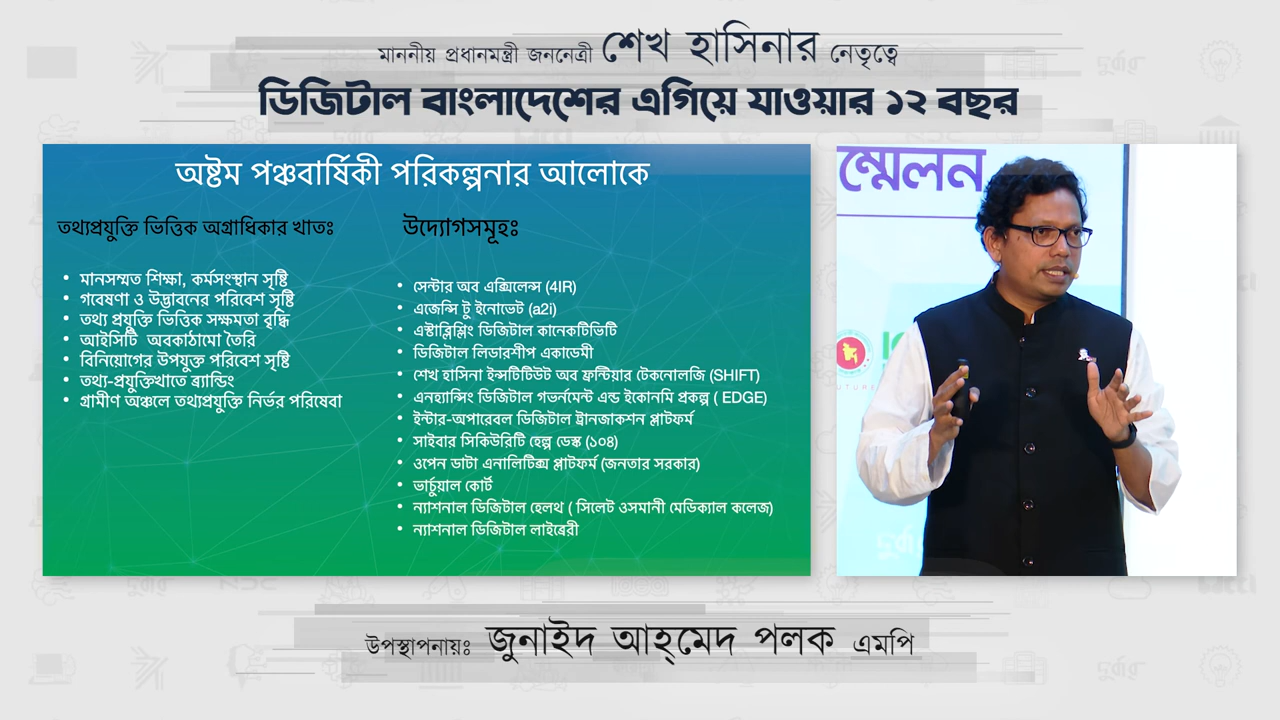 মাননীয় প্রধানমন্ত্রী জননেত্রী শেখ হাসিনার নেতৃত্বে
ডিজিটাল বাংলাদেশের এগিয়ে যাওয়ার ১২ বছর
অষ্টম পঞ্চবার্ষিকী পরিকল্পনার আলোকে
তথ্যপ্রযুক্তি ভিত্তিক অগ্রাধিকার খাতঃ
• মানসম্মত শিক্ষা, কর্মসংস্থান সৃষ্টি
• গবেষণা ও উদ্ভাবনের পরিবেশ সৃষ্টি
• তথ্য প্রযুক্তি ভিত্তিক সক্ষমতা বৃদ্ধি
• আইসিটি অবকাঠামো তৈরি
• বিনিয়োগের উপযুক্ত পরিবেশ সৃষ্টি
• তথ্য-প্রযুক্তিখাতে ব্র্যান্ডিং
• গ্রামীণ অঞ্চলে তথ্যপ্রযুক্তি নির্ভর পরিষেবা
উদ্যোগসমূহঃ
• সেন্টার অব এক্সিলেন্স (4IR)
• এজেন্সি টু ইনোভেট (a2i)
• এস্টাব্লিস্লিং ডিজিটাল কানেকটিভিটি
• ডিজিটাল লিডারশীপ একাডেমী
• শেখ হাসিনা ইন্সটিটিউট অব ফ্রন্টিয়ার টেকনোলজি (SHIFT)
• এনহ্যান্সিং ডিজিটাল গভর্নমেন্ট এন্ড ইকোনমি প্রকল্প ( EDGE)
• ইন্টার-অপারেবল ডিজিটাল ট্রানজাকশন প্লাটফর্ম
• সাইবার সিকিউরিটি হেল্প ডেস্ক (১০৪)
• ওপেন ডাটা এনালিটিক্স প্লাটফর্ম (জনতার সরকার)
• ভার্চুয়াল কোর্ট
• ন্যাশনাল ডিজিটাল হেলথ ( সিলেট ওসমানী মেডিক্যাল কলেজ)
• ন্যাশনাল ডিজিটাল লাইব্রেরী
ম্মেলন
উপস্থাপনায়ঃ জুনাইদ আহ্‌মেদ পলক এমপি